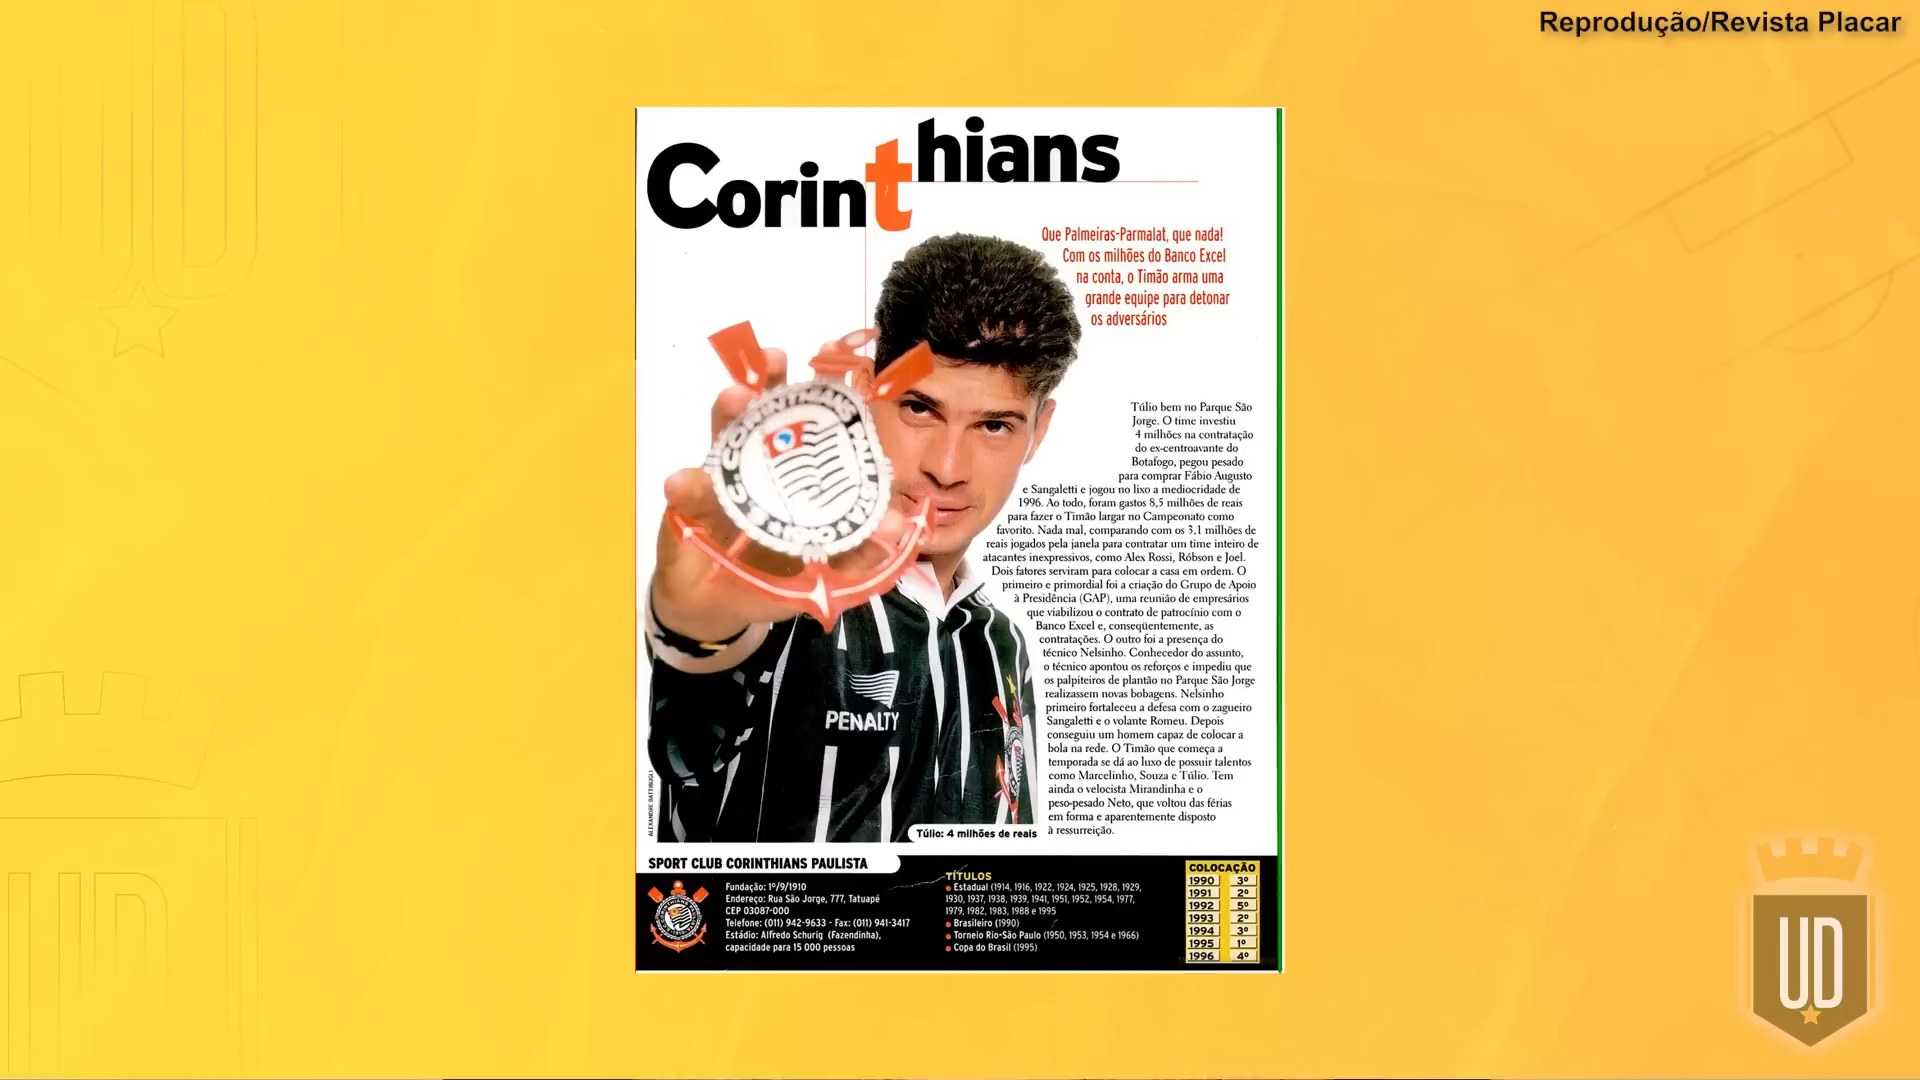 Reprodução/Revista Placar
Corinthians
Que Palmeiras-Parmalat, que nada!
Com os milhões do Banco Excel
na conta, o Timão arma uma
grande equipe para detonar
os adversários
Túlio bem no Parque São
Jorge. O time investiu
4 milhões na contratação
do ex-centroavante do
Botafogo, pegou pesado
para comprar Fábio Augusto
e Sangaletti e jogou no lixo a mediocridade de
1996. Ao todo, foram gastos 8,5 milhões de reais
para fazer o Timão largar no Campeonato como
favorito. Nada mal, comparando com os 3,1 milhões de
reais jogados pela janela para contratar um time inteiro de
atacantes inexpressivos, como Alex Rossi, Róbson e Joel.
Dois fatores serviram para colocar a casa em ordem. O
primeiro e primordial foi a criação do Grupo de Apoio
à Presidência (GAP), uma reunião de empresários
que viabilizou o contrato de patrocínio com o
Banco Excel e, conseqüentemente, as
contratações. O outro foi a presença do
técnico Nelsinho. Conhecedor do assunto,
o técnico apontou os reforços e impediu que
os palpiteiros de plantão no Parque São Jorge
realizassem novas bobagens. Nelsinho
primeiro fortaleceu a defesa com o zagueiro
Sangaletti e o volante Romeu. Depois
conseguiu um homem capaz de colocar a
bola na rede. O Timão que começa a
temporada se dá ao luxo de possuir talentos
como Marcelinho, Souza e Túlio. Tem
ainda o velocista Mirandinha e o
peso-pesado Neto, que voltou das férias
em forma e aparentemente disposto
à ressurreição.
S. C. CORINTHIANS PAULISTA
1910
PENALTY
ALEXANDRE BATTIBUGLI
Túlio: 4 milhões de reais
SPORT CLUB CORINTHIANS PAULISTA
Fundação: 1º/9/1910
Endereço: Rua São Jorge, 777, Tatuapé
CEP 03087-000
Telefone: (011) 942-9633 - Fax: (011) 941-3417
Estádio: Alfredo Schurig (Fazendinha),
capacidade para 15 000 pessoas
TÍTULOS
Estadual (1914, 1916, 1922, 1924, 1925, 1928, 1929,
1930, 1937, 1938, 1939, 1941, 1951, 1952, 1954, 1977,
1979, 1982, 1983, 1988 e 1995
Brasileiro (1990)
Torneio Rio-São Paulo (1950, 1953, 1954 e 1966)
Copa do Brasil (1995)
COLOCAÇÃO
1990 3º
1991 2º
1992 5º
1993 2º
1994 3º
1995 1º
1996 4º
UD